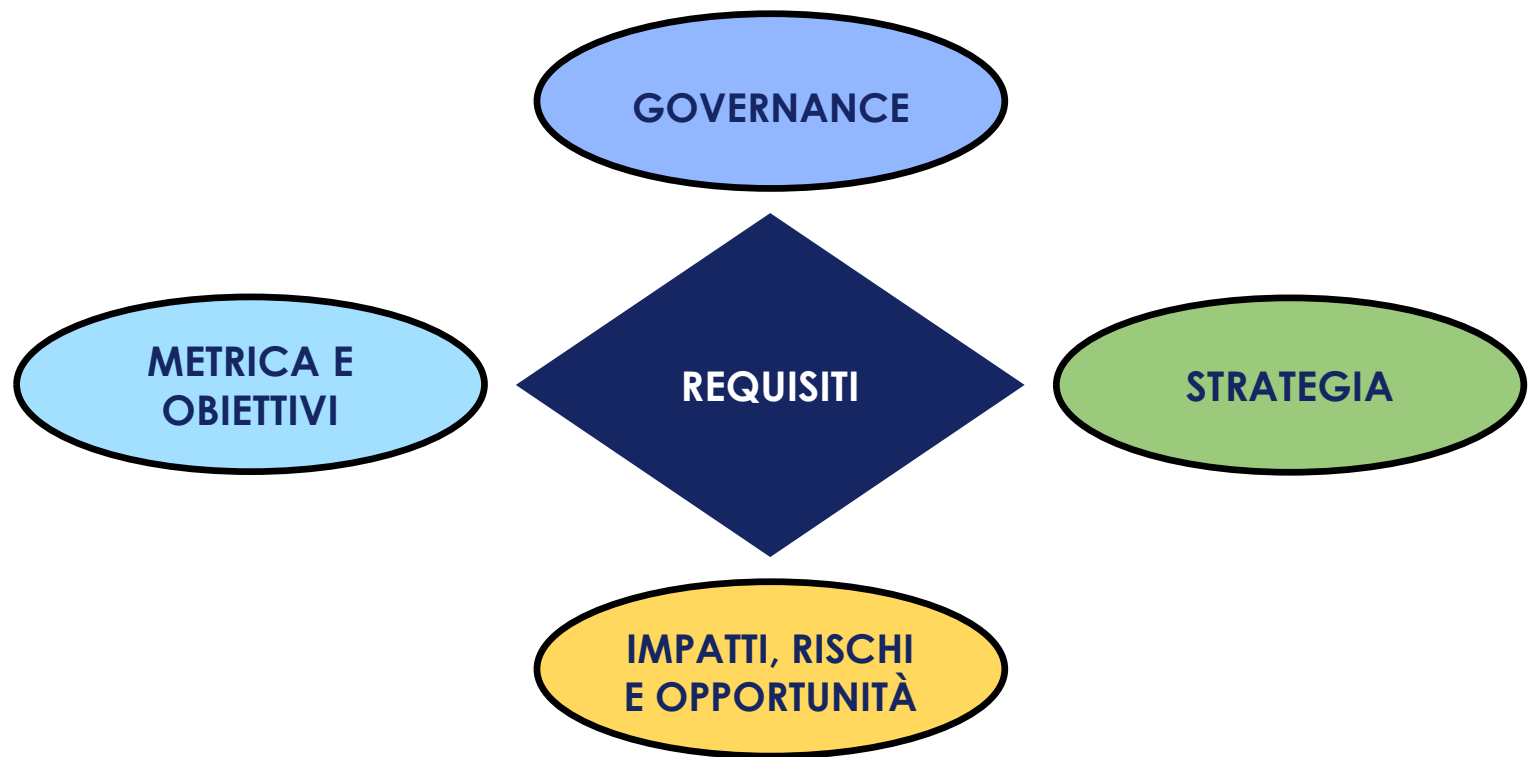 GOVERNANCE
METRICA E
OBIETTIVI
REQUISITI
STRATEGIA
IMPATTI, RISCHI
E OPPORTUNITÀ